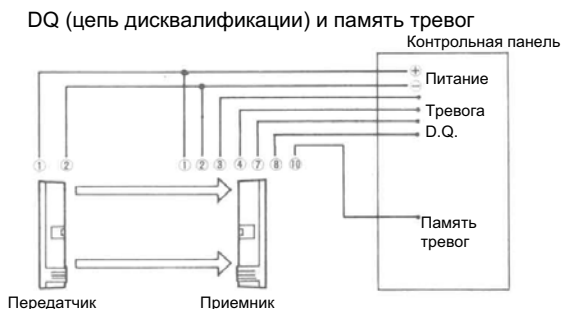 DQ (цепь дисквалификации) и память тревог
Контрольная панель
+
Питание
−
Тревога
D.Q.
① ② ① ② ③ ④ ⑦ ⑧ ⑩
Память
тревог
Передатчик Приемник